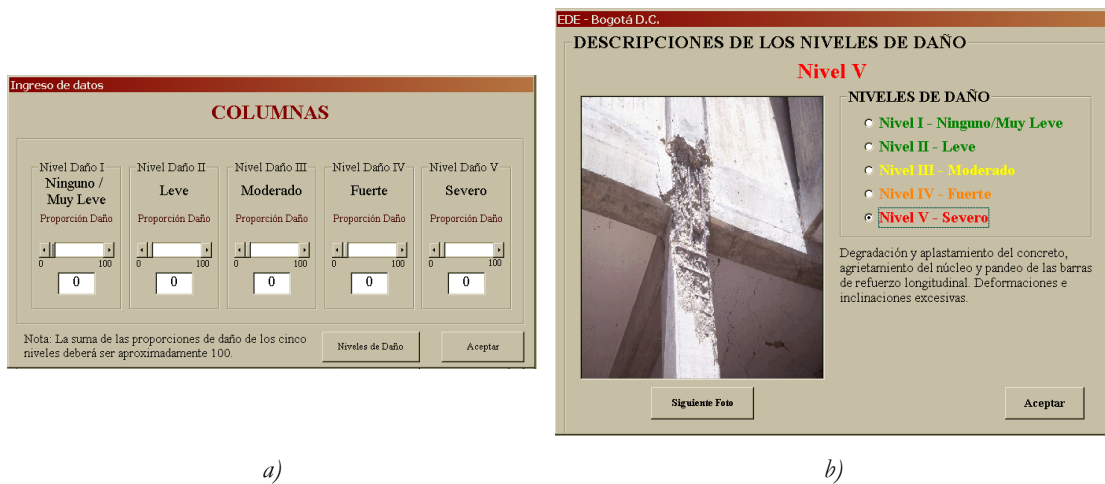 Ingreso de datos
COLUMNAS
Nivel Daño I
Ninguno /
Muy Leve
Proporción Daño
0 100
0
Nivel Daño II
Leve
Proporción Daño
0 100
0
Nivel Daño III
Moderado
Proporción Daño
0 100
0
Nivel Daño IV
Fuerte
Proporción Daño
0 100
0
Nivel Daño V
Severo
Proporción Daño
0 100
0
Nota: La suma de las proporciones de daño de los cinco
niveles deberá ser aproximadamente 100.
Niveles de Daño
Aceptar
a)
EDE - Bogotá D.C.
DESCRIPCIONES DE LOS NIVELES DE DAÑO
Nivel V
NIVELES DE DAÑO
Nivel I - Ninguno/Muy Leve
Nivel II - Leve
Nivel III - Moderado
Nivel IV - Fuerte
Nivel V - Severo
Degradación y aplastamiento del concreto,
agrietamiento del núcleo y pandeo de las barras
de refuerzo longitudinal. Deformaciones e
inclinaciones excesivas.
Siguiente Foto
Aceptar
b)